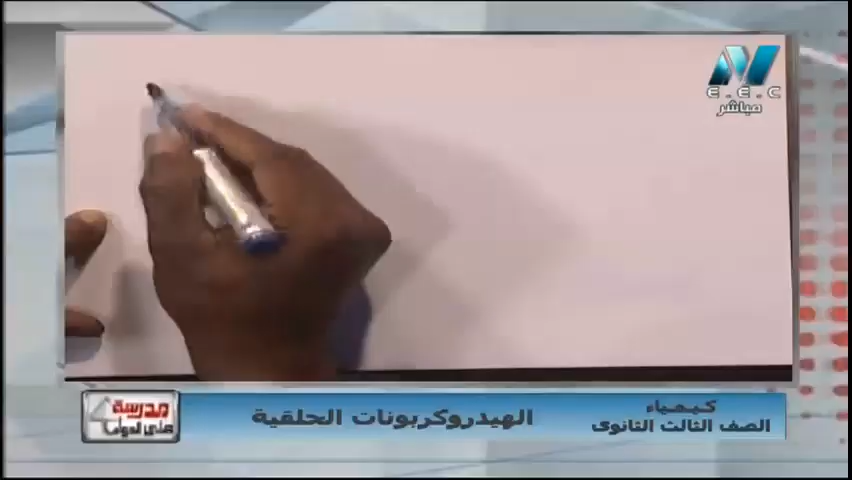 E.E.C
مباشر
كيمياء
الصف الثالث الثانوى
الهيدروكربونات الحلقية
مدرسة
على الهواء